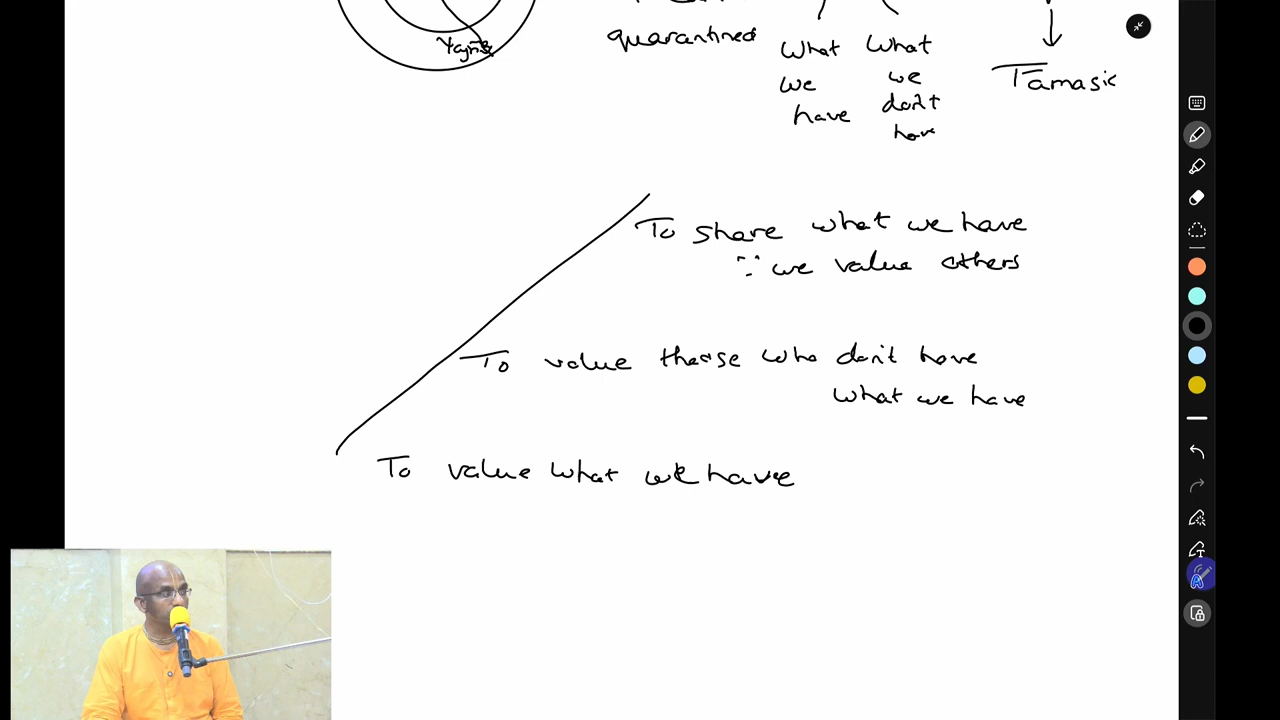 Yagna
quarantined
what we have
what we don't have
Tamasic
To share what we have
∵ we value others
To value those who don't have
what we have
To value what we have